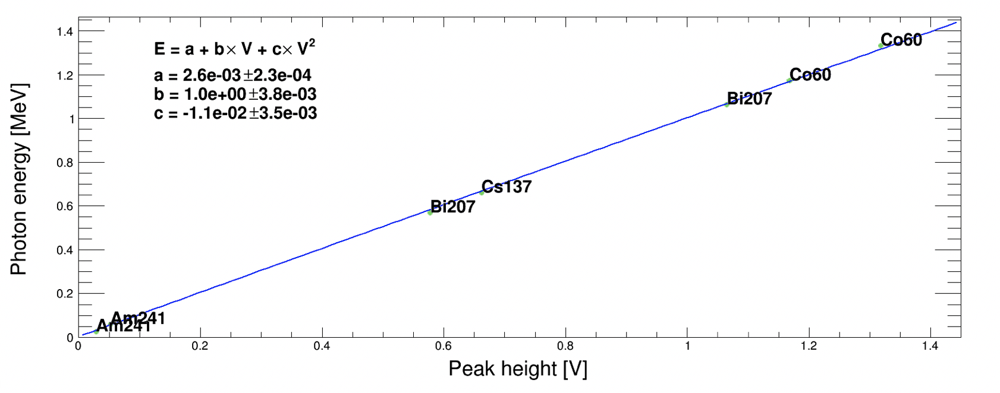 E = a + b× V + c× V²
a = 2.6e-03±2.3e-04
b = 1.0e+00±3.8e-03
c = -1.1e-02±3.5e-03
Co60
Co60
Bi207
Cs137
Bi207
Am241
Am241
Photon energy [MeV]
1.4
1.2
1
0.8
0.6
0.4
0.2
0
0 0.2 0.4 0.6 0.8 1 1.2 1.4
Peak height [V]